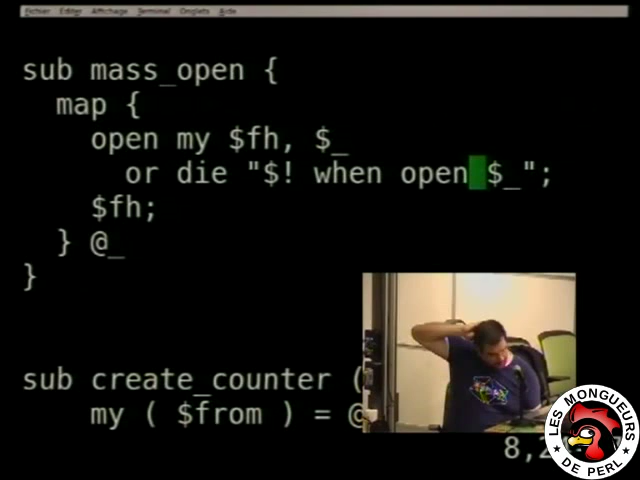 Fichier Editer Affichage Terminal Onglets Aide
sub mass_open {
map {
open my $fh, $_
or die "$! when open $_";
$fh;
} @_
}
sub create_counter (
my ( $from ) = @
8,2
LES MONGUEURS
★ DE PERL ★